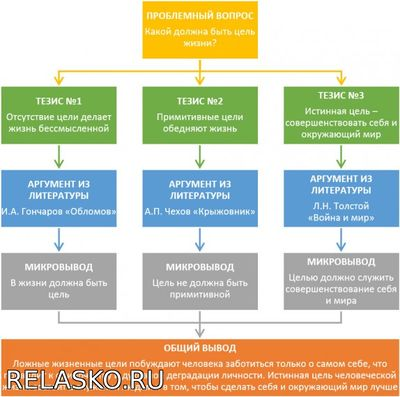 ПРОБЛЕМНЫЙ ВОПРОС
Какой должна быть цель
жизни?
ТЕЗИС №1
Отсутствие цели делает
жизнь бессмысленной
ТЕЗИС №2
Примитивные цели
обедняют жизнь
ТЕЗИС №3
Истинная цель –
совершенствовать себя и
окружающий мир
АРГУМЕНТ ИЗ
ЛИТЕРАТУРЫ
И.А. Гончаров «Обломов»
АРГУМЕНТ ИЗ
ЛИТЕРАТУРЫ
А.П. Чехов «Крыжовник»
АРГУМЕНТ ИЗ
ЛИТЕРАТУРЫ
Л.Н. Толстой
«Война и мир»
МИКРОВЫВОД
В жизни должна быть
цель
МИКРОВЫВОД
Цель не должна быть
примитивной
МИКРОВЫВОД
Целью должно служить
совершенствование себя
и мира
ОБЩИЙ ВЫВОД
Ложные жизненные цели побуждают человека заботиться только о самом себе, что
деградации личности. Истинная цель человеческой
том, чтобы сделать себя и окружающий мир лучше
RELASKO.RU